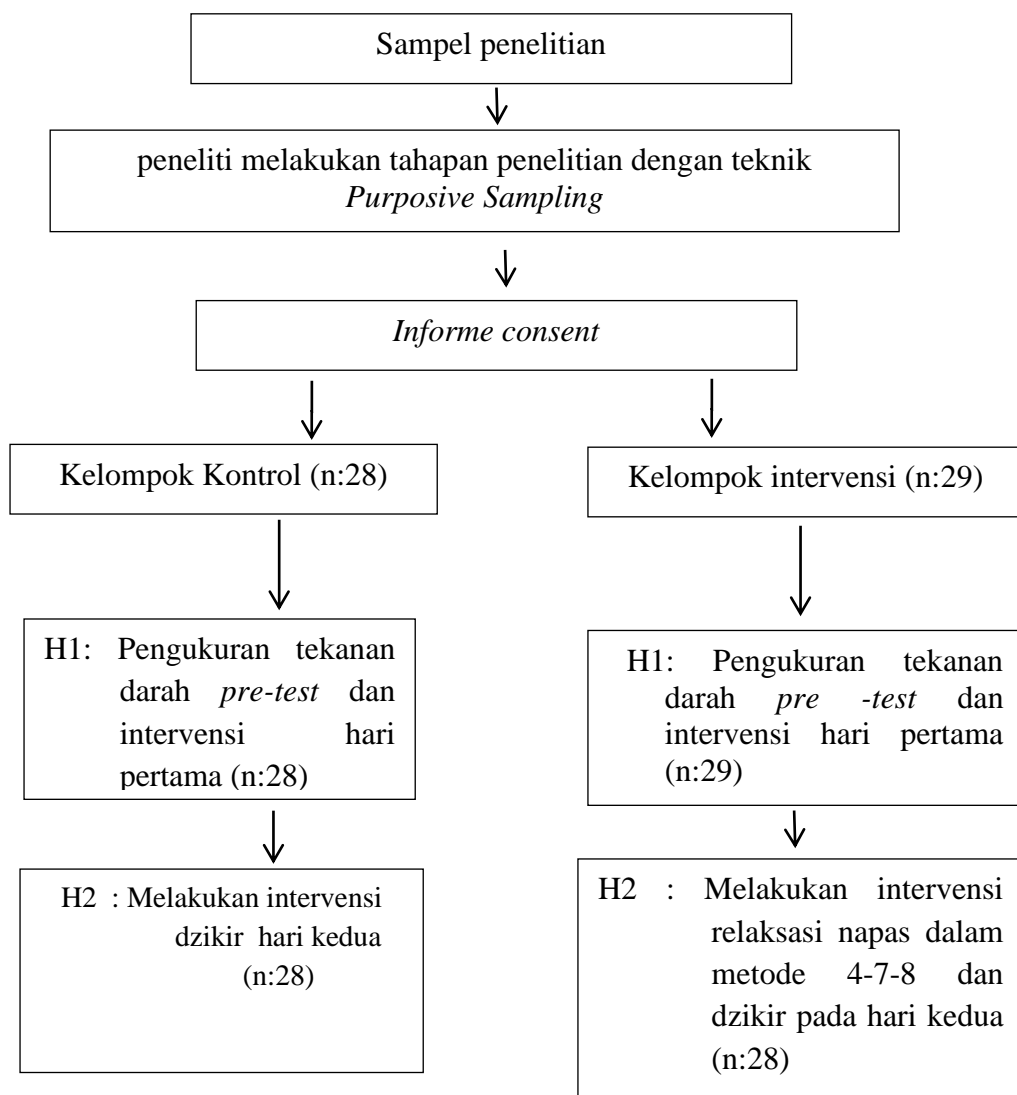 Sampel penelitian
peneliti melakukan tahapan penelitian dengan teknik
Purposive Sampling
Informe consent
Kelompok Kontrol (n:28)
Kelompok intervensi (n:29)
H1: Pengukuran tekanan
darah pre-test dan
intervensi hari
pertama (n:28)
H1: Pengukuran tekanan
darah pre -test dan
intervensi hari pertama
(n:29)
H2 : Melakukan intervensi
dzikir hari kedua
(n:28)
H2 : Melakukan intervensi
relaksasi napas dalam
metode 4-7-8 dan
dzikir pada hari kedua
(n:28)